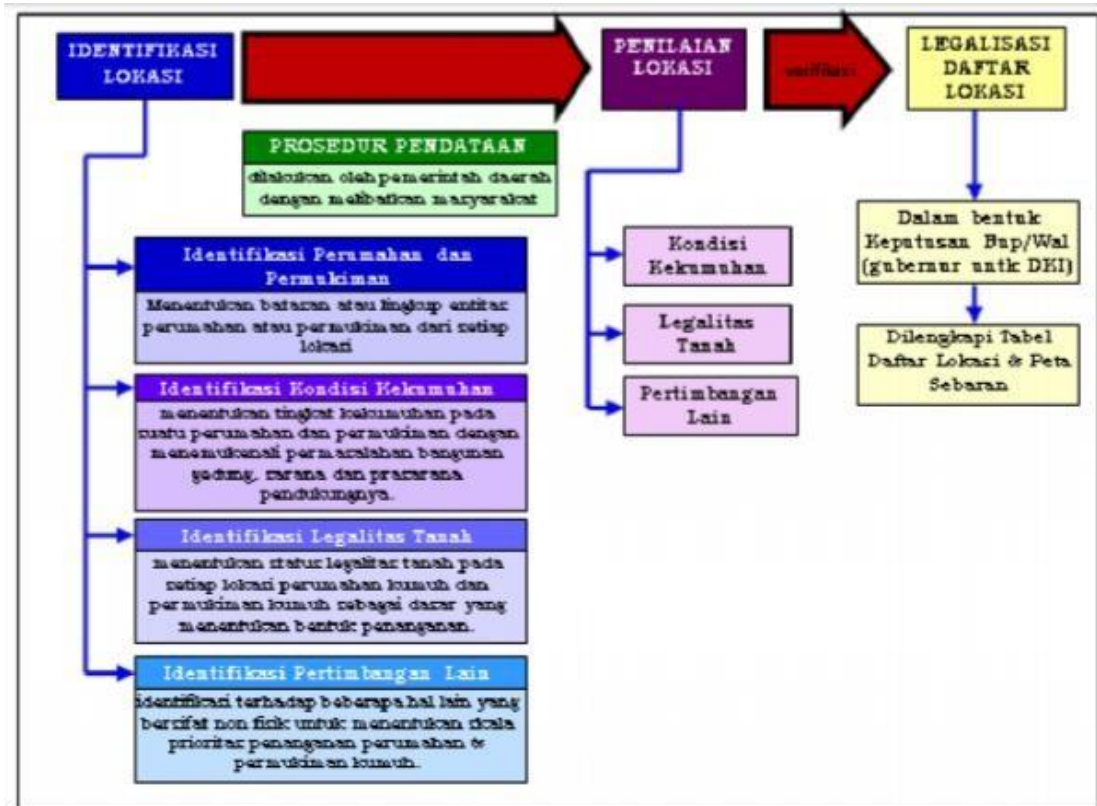 IDENTIFIKASI
LOKASI
PENILAIAN
LOKASI
verifikasi
LEGALISASI
DAFTAR
LOKASI
PROSEDUR PENDATAAN
dilakukan oleh pemerintah daerah
dengan melibatkan masyarakat
Identifikasi Perumahan dan
Permukiman
Menentukan batasan atau lingkup entitas
perumahan atau permukiman dari setiap
lokasi
Identifikasi Kondisi Kekumuhan
menentukan tingkat kekumuhan pada
suatu perumahan dan permukiman dengan
menemukenali permasalahan bangunan
gedung, sarana dan prasarana
pendukungnya.
Identifikasi Legalitas Tanah
menentukan status legalitas tanah pada
setiap lokasi perumahan kumuh dan
permukiman kumuh sebagai dasar yang
menentukan bentuk penanganan.
Identifikasi Pertimbangan Lain
identifikasi terhadap beberapa hal lain yang
bersifat non fisik untuk menentukan skala
prioritas penanganan perumahan &
permukiman kumuh.
Kondisi
Kekumuhan
Legalitas
Tanah
Pertimbangan
Lain
Dalam bentuk
Keputusan Bup/Wal
(gubernur untk DKI)
Dilengkapi Tabel
Daftar Lokasi & Peta
Sebaran